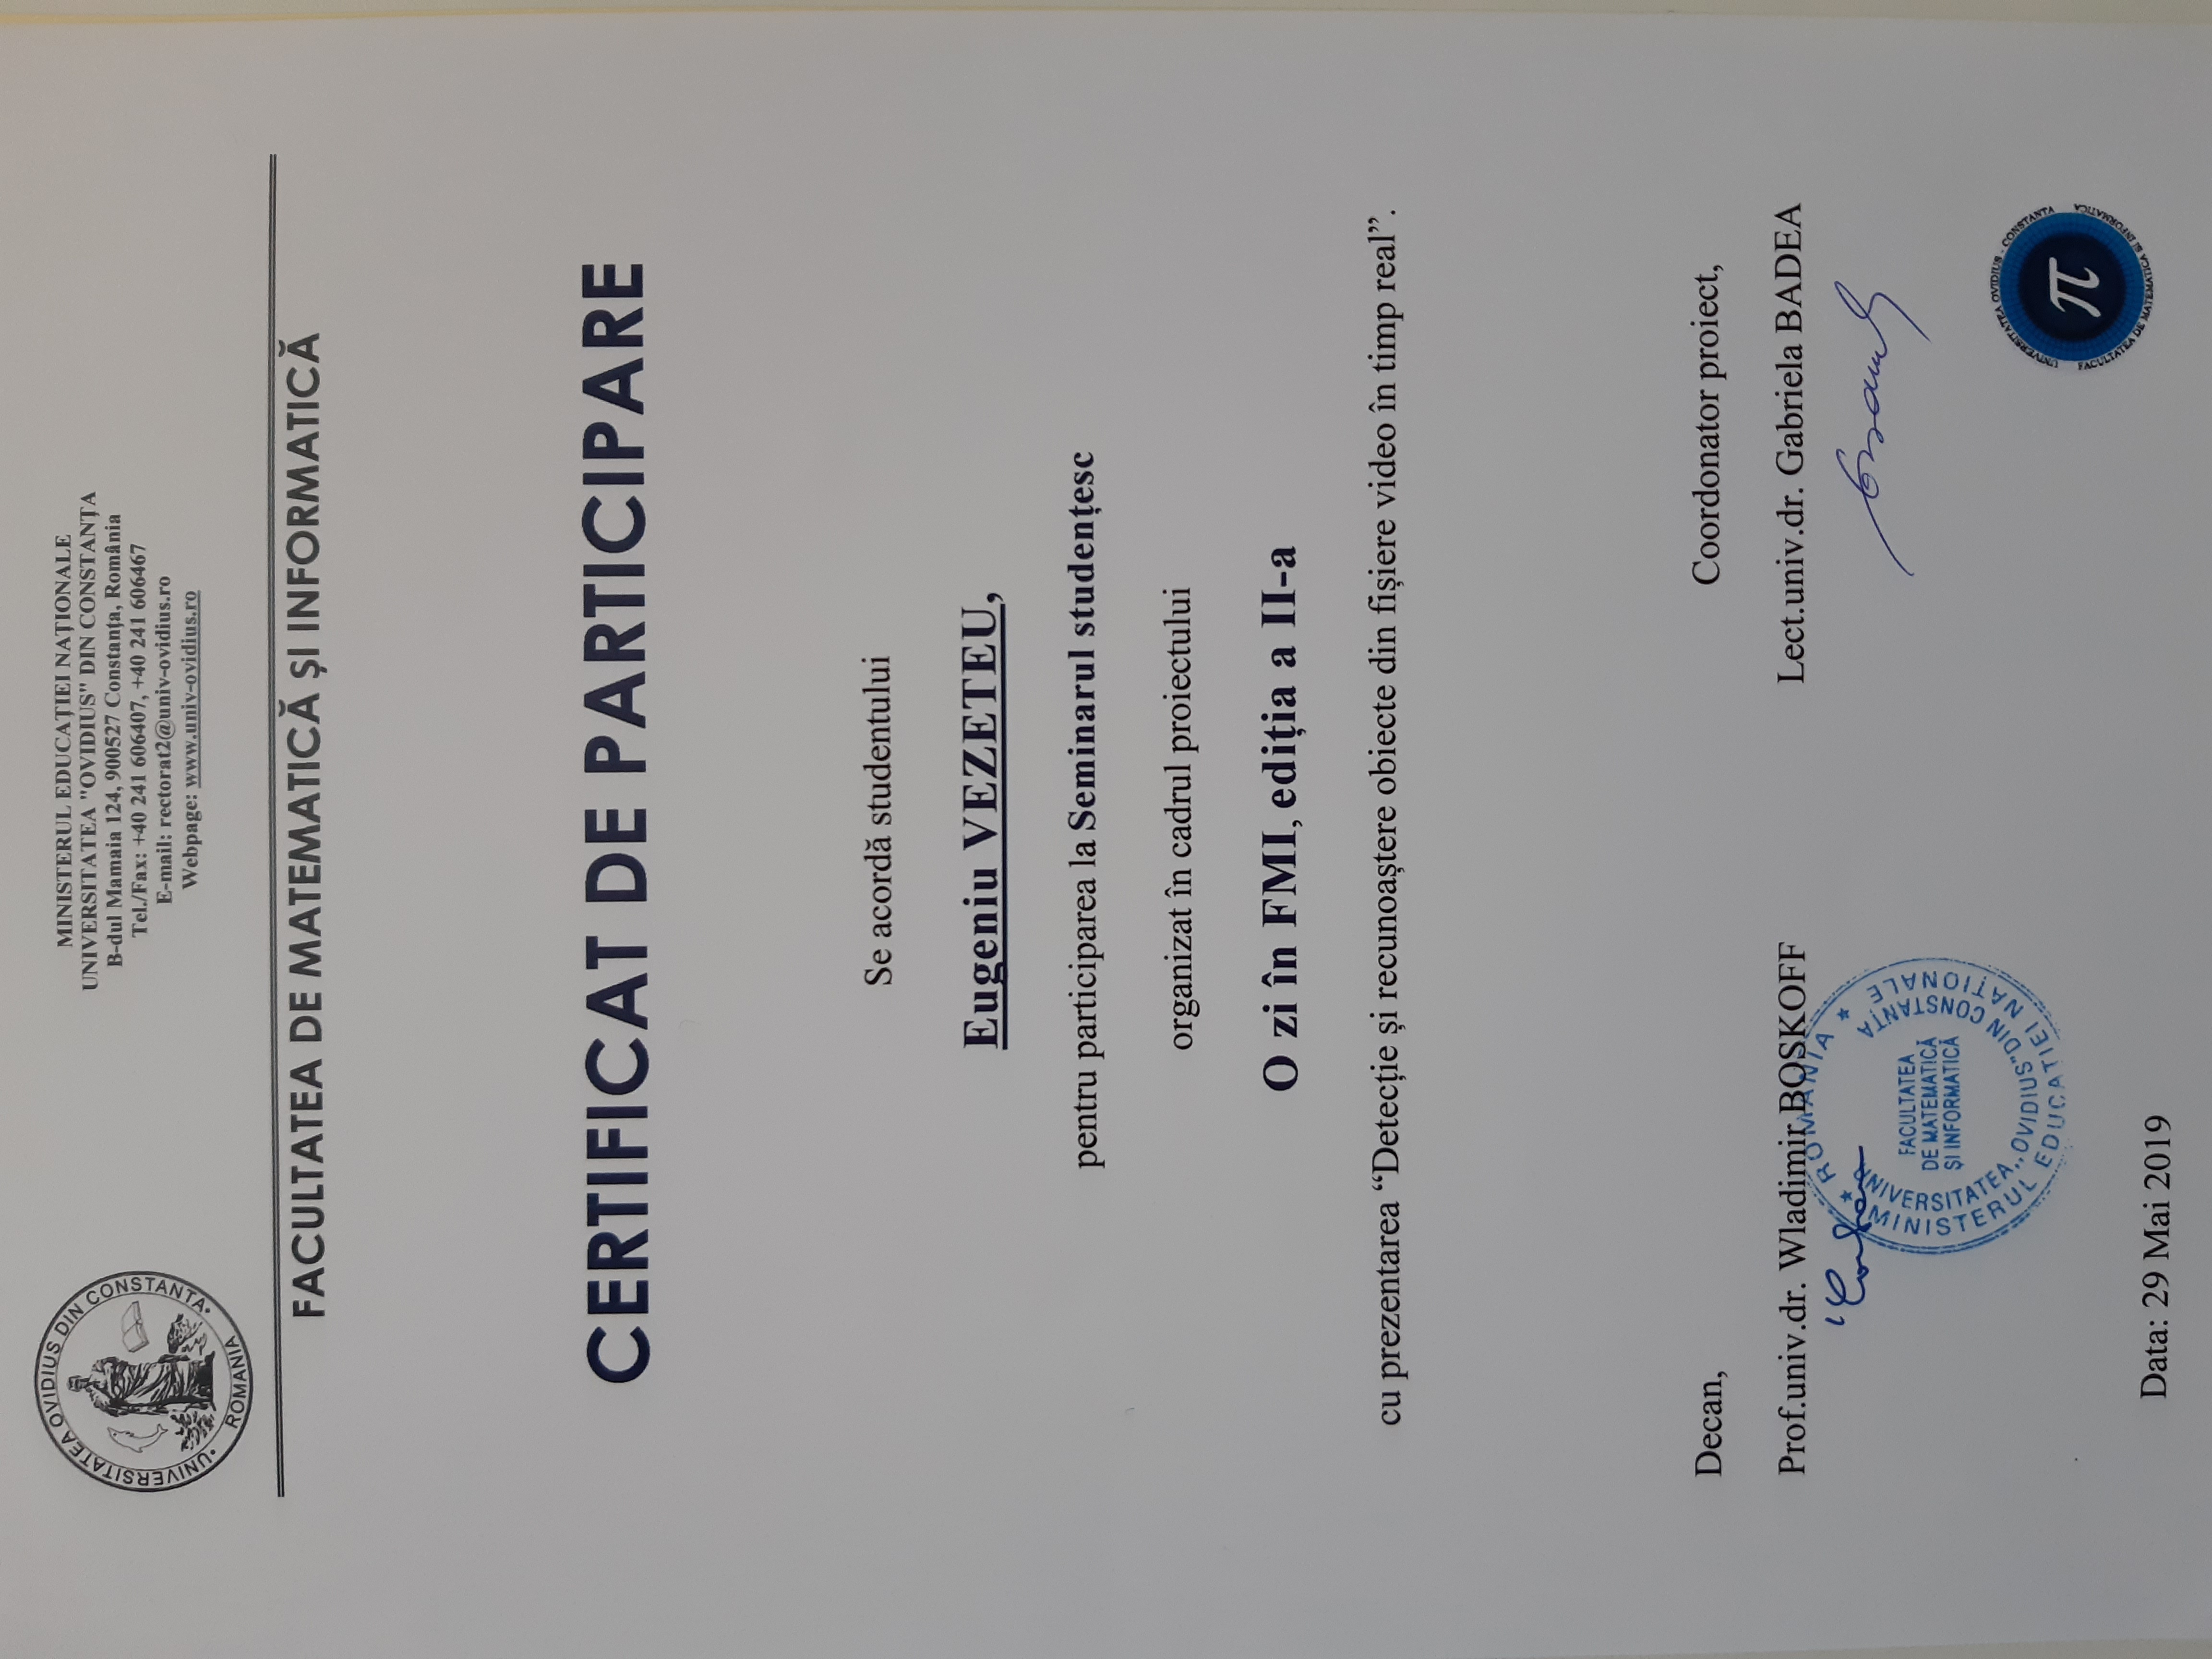 UNIVERSITATEA OVIDIUS DIN CONSTANTA
ROMANIA
MINISTERUL EDUCAȚIEI NAȚIONALE
UNIVERSITATEA "OVIDIUS" DIN CONSTANȚA
B-dul Mamaia 124, 900527 Constanța, România
Tel./Fax: +40 241 606407, +40 241 606467
E-mail: rectorat2@univ-ovidius.ro
Webpage: www.univ-ovidius.ro
FACULTATEA DE MATEMATICĂ ȘI INFORMATICĂ
CERTIFICAT DE PARTICIPARE
Se acordă studentului
Eugeniu VEZETEU,
pentru participarea la Seminarul studențesc
organizat în cadrul proiectului
O zi în FMI, ediția a II-a
cu prezentarea “Detecție și recunoaștere obiecte din fișiere video în timp real”.
Decan,
Prof.univ.dr. Wladimir BOSKOFF
Coordonator proiect,
Lect.univ.dr. Gabriela BADEA
ROMANIA
MINISTERUL EDUCAȚIEI NAȚIONALE
UNIVERSITATEA „OVIDIUS” DIN CONSTANȚA
FACULTATEA
DE MATEMATICĂ
ȘI INFORMATICĂ
UNIVERSITATEA OVIDIUS - CONSTANTA
π
FACULTATEA DE MATEMATICA SI INFORMATICA
Data: 29 Mai 2019